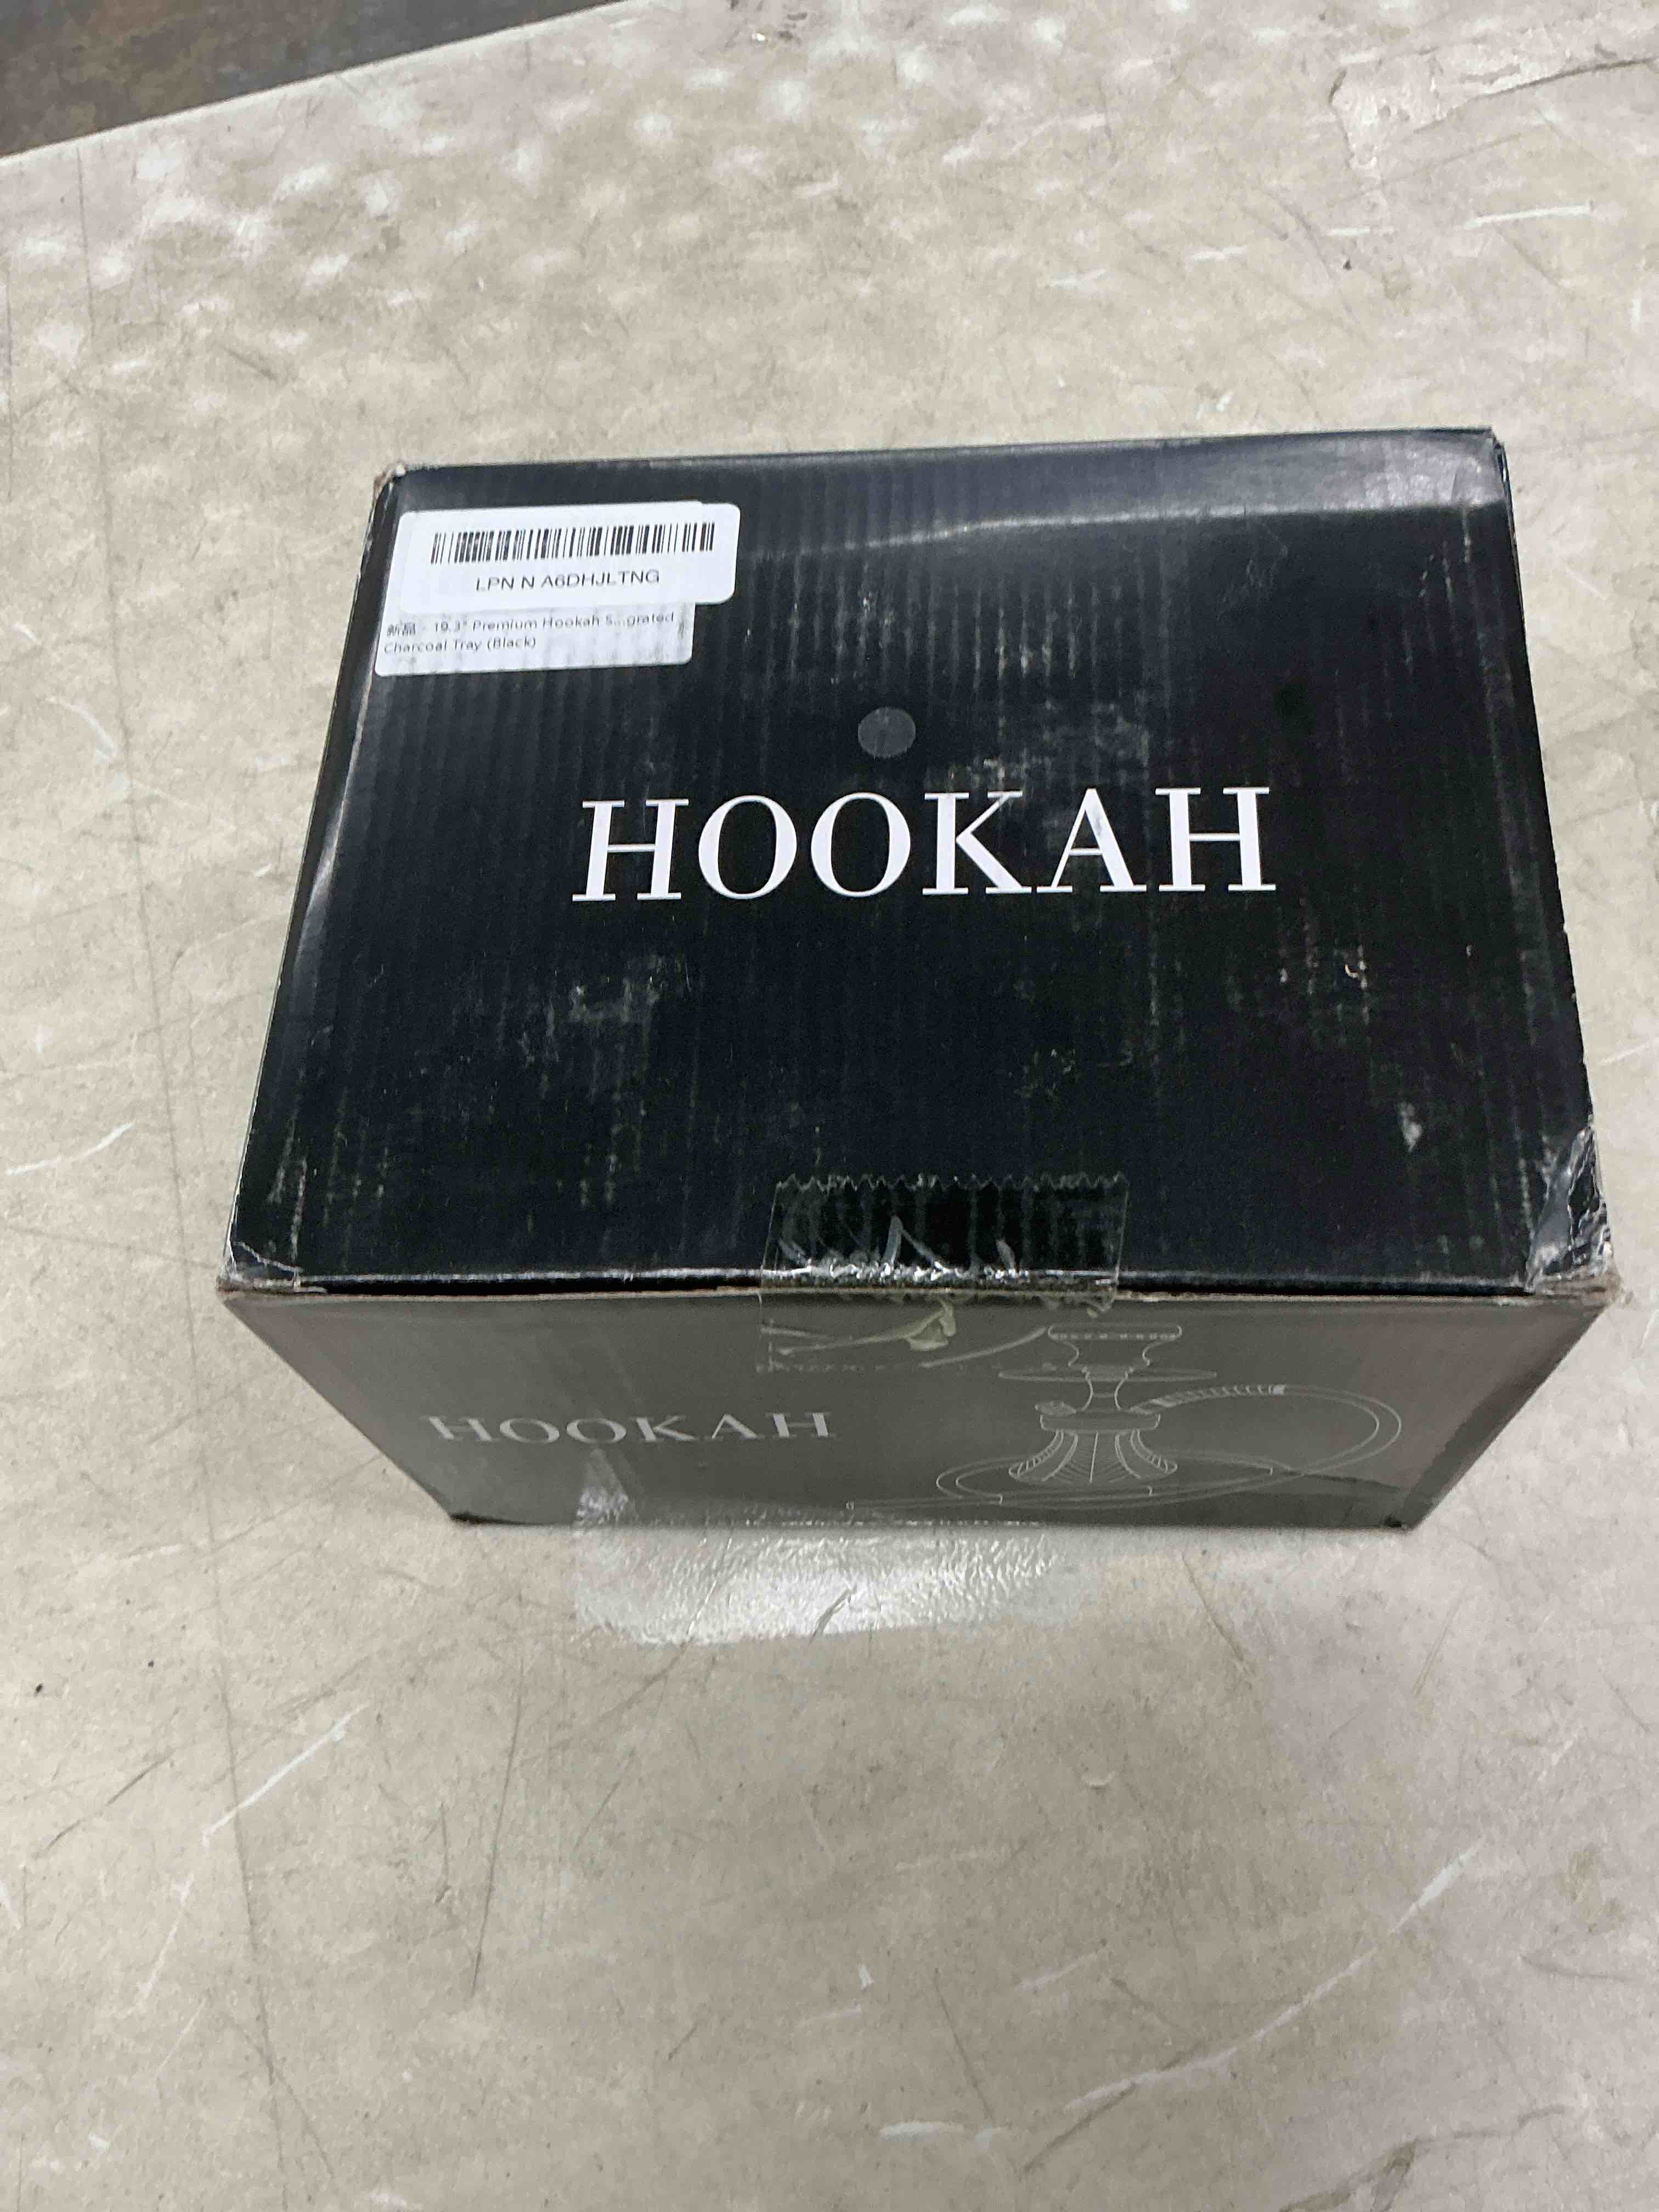 LPN N A6DHJLTNG
新品 - 19.3" Premium Hookah S...grated
Charcoal Tray (Black)
HOOKAH
HOOKAH